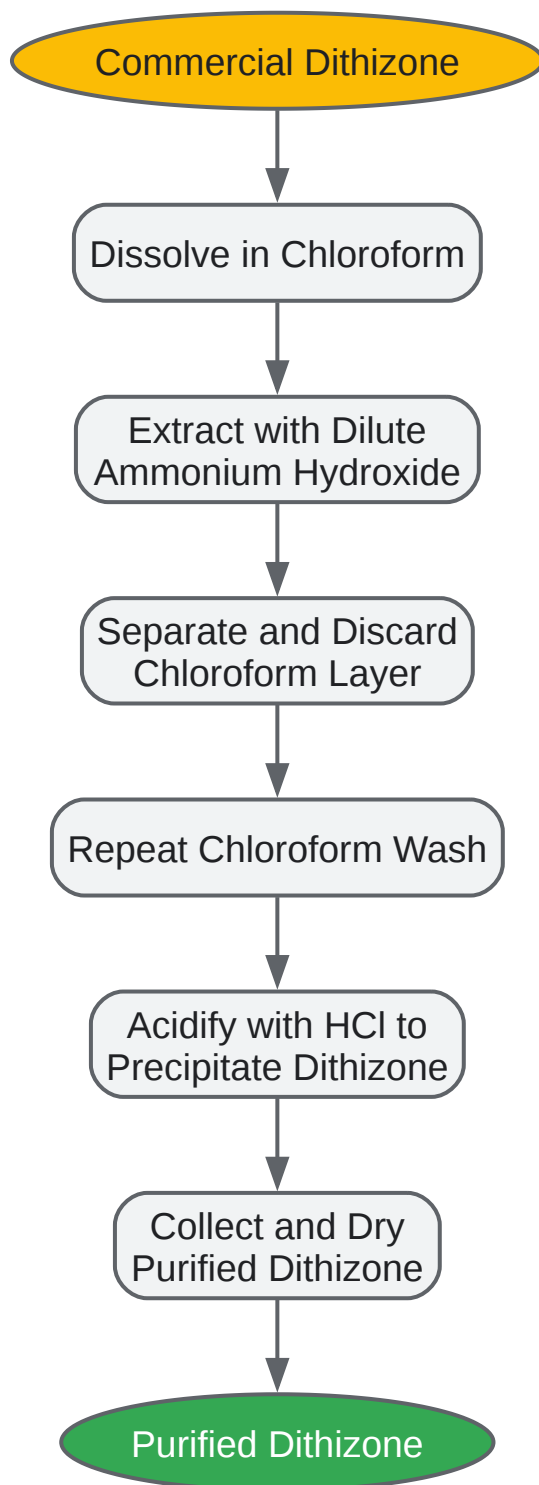 Commercial Dithizone
Dissolve in Chloroform
Extract with Dilute
Ammonium Hydroxide
Separate and Discard
Chloroform Layer
Repeat Chloroform Wash
Acidify with HCl to
Precipitate Dithizone
Collect and Dry
Purified Dithizone
Purified Dithizone